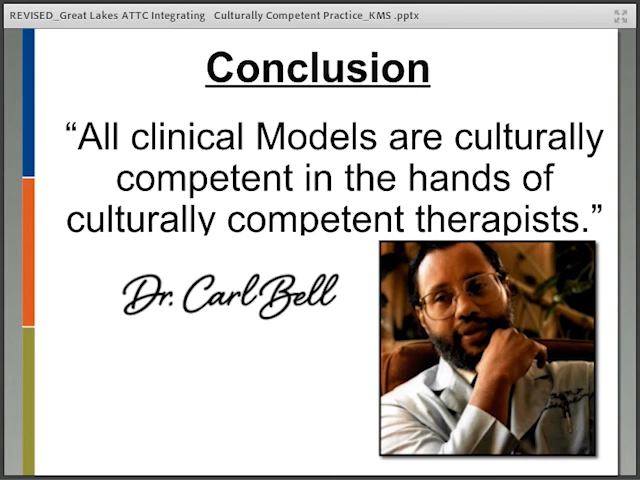 REVISED_Great Lakes ATTC Integrating Culturally Competent Practice_KMS .pptx
Conclusion
“All clinical Models are culturally
competent in the hands of
culturally competent therapists.”
Dr. Carl Bell